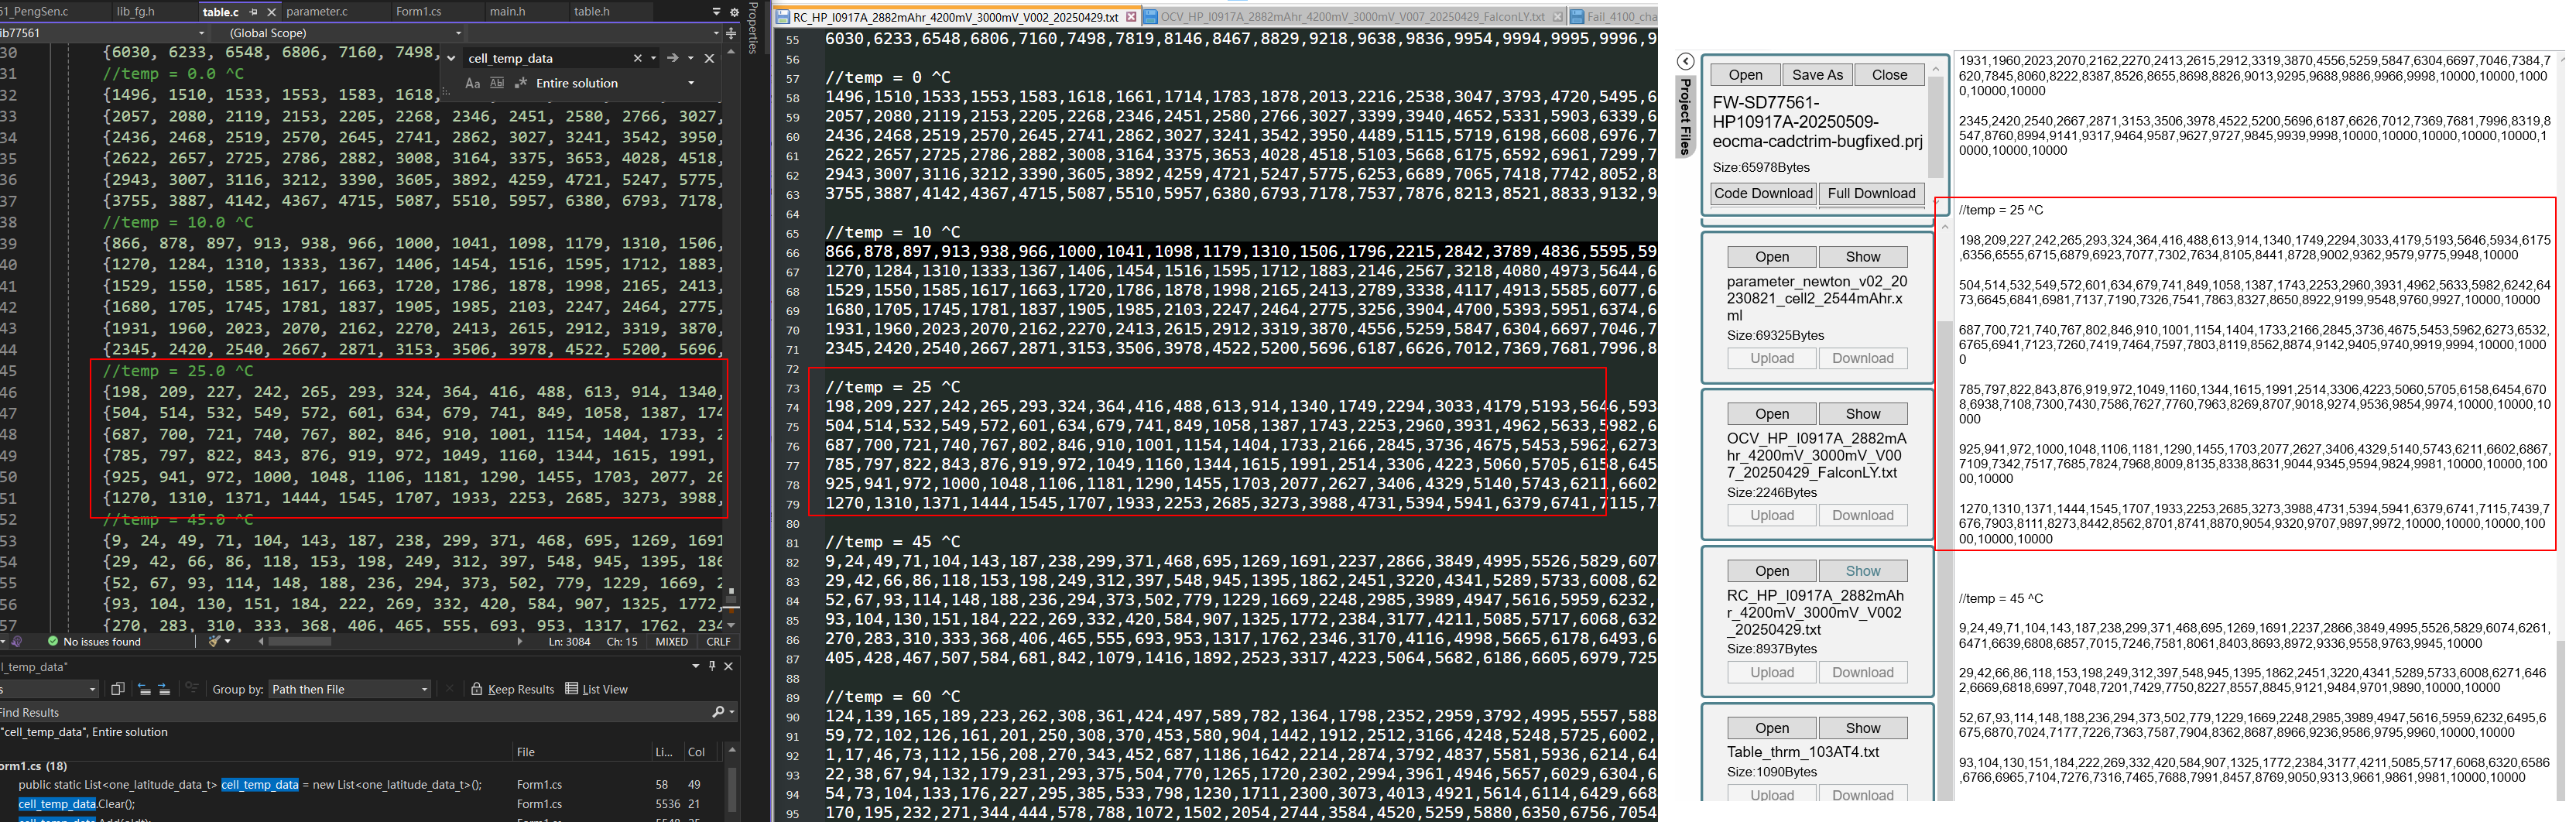 51_PengSen.c lib_fg.h table.c parameter.c Form1.cs main.h table.h
ib77561 (Global Scope)
30 {6030, 6233, 6548, 6806, 7160, 7498,
31 //temp = 0.0 ^C
32 {1496, 1510, 1533, 1553, 1583, 1618,
33 {2057, 2080, 2119, 2153, 2205, 2268, 2346, 2451, 2580, 2766, 3027,
34 {2436, 2468, 2519, 2570, 2645, 2741, 2862, 3027, 3241, 3542, 3950,
35 {2622, 2657, 2725, 2786, 2882, 3008, 3164, 3375, 3653, 4028, 4518,
36 {2943, 3007, 3116, 3212, 3390, 3605, 3892, 4259, 4721, 5247, 5775,
37 {3755, 3887, 4142, 4367, 4715, 5087, 5510, 5957, 6380, 6793, 7178,
38 //temp = 10.0 ^C
39 {866, 878, 897, 913, 938, 966, 1000, 1041, 1098, 1179, 1310, 1506,
40 {1270, 1284, 1310, 1333, 1367, 1406, 1454, 1516, 1595, 1712, 1883,
41 {1529, 1550, 1585, 1617, 1663, 1720, 1786, 1878, 1998, 2165, 2413,
42 {1680, 1705, 1745, 1781, 1837, 1905, 1985, 2103, 2247, 2464, 2775,
43 {1931, 1960, 2023, 2070, 2162, 2270, 2413, 2615, 2912, 3319, 3870,
44 {2345, 2420, 2540, 2667, 2871, 3153, 3506, 3978, 4522, 5200, 5696,
45 //temp = 25.0 ^C
46 {198, 209, 227, 242, 265, 293, 324, 364, 416, 488, 613, 914, 1340,
47 {504, 514, 532, 549, 572, 601, 634, 679, 741, 849, 1058, 1387, 174
48 {687, 700, 721, 740, 767, 802, 846, 910, 1001, 1154, 1404, 1733, 2
49 {785, 797, 822, 843, 876, 919, 972, 1049, 1160, 1344, 1615, 1991,
50 {925, 941, 972, 1000, 1048, 1106, 1181, 1290, 1455, 1703, 2077, 26
51 {1270, 1310, 1371, 1444, 1545, 1707, 1933, 2253, 2685, 3273, 3988,
52 //temp = 45.0 ^C
53 {9, 24, 49, 71, 104, 143, 187, 238, 299, 371, 468, 695, 1269, 1691
54 {29, 42, 66, 86, 118, 153, 198, 249, 312, 397, 548, 945, 1395, 186
55 {52, 67, 93, 114, 148, 188, 236, 294, 373, 502, 779, 1229, 1669, 2
56 {93, 104, 130, 151, 184, 222, 269, 332, 420, 584, 907, 1325, 1772,
57 {270, 283, 310, 333, 368, 406, 465, 555, 693, 953, 1317, 1762, 234
cell_temp_data
Aa Ab .* Entire solution
No issues found Ln: 3084 Ch: 15 MIXED CRLF
l_temp_data"
s Group by: Path then File Keep Results List View
Find Results
"cell_temp_data", Entire solution
File Li... Col
orm1.cs (18)
public static List<one_latitude_data_t> cell_temp_data = new List<one_latitude_data_t>(); Form1.cs 58 49
cell_temp_data.Clear(); Form1.cs 5536 21
Properties
RC_HP_I0917A_2882mAhr_4200mV_3000mV_V002_20250429.txt OCV_HP_I0917A_2882mAhr_4200mV_3000mV_V007_20250429_FalconLY.txt Fail_4100_cha
55 6030,6233,6548,6806,7160,7498,7819,8146,8467,8829,9218,9638,9836,9954,9994,9995,9996,9
56
57 //temp = 0 ^C
58 1496,1510,1533,1553,1583,1618,1661,1714,1783,1878,2013,2216,2538,3047,3793,4720,5495,6
59 2057,2080,2119,2153,2205,2268,2346,2451,2580,2766,3027,3399,3940,4652,5331,5903,6339,6
60 2436,2468,2519,2570,2645,2741,2862,3027,3241,3542,3950,4489,5115,5719,6198,6608,6976,7
61 2622,2657,2725,2786,2882,3008,3164,3375,3653,4028,4518,5103,5668,6175,6592,6961,7299,7
62 2943,3007,3116,3212,3390,3605,3892,4259,4721,5247,5775,6253,6689,7065,7418,7742,8052,8
63 3755,3887,4142,4367,4715,5087,5510,5957,6380,6793,7178,7537,7876,8213,8521,8833,9132,9
64
65 //temp = 10 ^C
66 866,878,897,913,938,966,1000,1041,1098,1179,1310,1506,1796,2215,2842,3789,4836,5595,59
67 1270,1284,1310,1333,1367,1406,1454,1516,1595,1712,1883,2146,2567,3218,4080,4973,5644,6
68 1529,1550,1585,1617,1663,1720,1786,1878,1998,2165,2413,2789,3338,4117,4913,5585,6077,6
69 1680,1705,1745,1781,1837,1905,1985,2103,2247,2464,2775,3256,3904,4700,5393,5951,6374,6
70 1931,1960,2023,2070,2162,2270,2413,2615,2912,3319,3870,4556,5259,5847,6304,6697,7046,7
71 2345,2420,2540,2667,2871,3153,3506,3978,4522,5200,5696,6187,6626,7012,7369,7681,7996,8
72
73 //temp = 25 ^C
74 198,209,227,242,265,293,324,364,416,488,613,914,1340,1749,2294,3033,4179,5193,5646,593
75 504,514,532,549,572,601,634,679,741,849,1058,1387,1743,2253,2960,3931,4962,5633,5982,6
76 687,700,721,740,767,802,846,910,1001,1154,1404,1733,2166,2845,3736,4675,5453,5962,6273
77 785,797,822,843,876,919,972,1049,1160,1344,1615,1991,2514,3306,4223,5060,5705,6158,645
78 925,941,972,1000,1048,1106,1181,1290,1455,1703,2077,2627,3406,4329,5140,5743,6211,6602
79 1270,1310,1371,1444,1545,1707,1933,2253,2685,3273,3988,4731,5394,5941,6379,6741,7115,7
80
81 //temp = 45 ^C
82 9,24,49,71,104,143,187,238,299,371,468,695,1269,1691,2237,2866,3849,4995,5526,5829,607
83 29,42,66,86,118,153,198,249,312,397,548,945,1395,1862,2451,3220,4341,5289,5733,6008,62
84 52,67,93,114,148,188,236,294,373,502,779,1229,1669,2248,2985,3989,4947,5616,5959,6232,
85 93,104,130,151,184,222,269,332,420,584,907,1325,1772,2384,3177,4211,5085,5717,6068,632
86 270,283,310,333,368,406,465,555,693,953,1317,1762,2346,3170,4116,4998,5665,6178,6493,6
87 405,428,467,507,584,681,842,1079,1416,1892,2523,3317,4223,5064,5682,6186,6605,6979,725
88
89 //temp = 60 ^C
90 124,139,165,189,223,262,308,361,424,497,589,782,1364,1798,2352,2959,3792,4995,5557,588
91 59,72,102,126,161,201,250,308,370,453,580,904,1442,1912,2512,3166,4248,5248,5725,6002,
92 1,17,46,73,112,156,208,270,343,452,687,1186,1642,2214,2874,3792,4837,5581,5936,6214,64
93 22,38,67,94,132,179,231,293,375,504,770,1265,1720,2302,2994,3961,4946,5657,6029,6304,6
94 54,73,104,133,176,227,295,385,533,798,1230,1711,2300,3073,4013,4921,5614,6114,6429,668
95 170,195,232,271,344,444,578,788,1072,1502,2054,2744,3584,4520,5259,5880,6350,6756,7054
Project Files
Open Save As Close
FW-SD77561-
HP10917A-20250509-
eocma-cadctrim-bugfixed.prj
Size:65978Bytes
Code Download Full Download
Open Show
parameter_newton_v02_20
230821_cell2_2544mAhr.x
ml
Size:69325Bytes
Upload Download
Open Show
OCV_HP_I0917A_2882mA
hr_4200mV_3000mV_V00
7_20250429_FalconLY.txt
Size:2246Bytes
Upload Download
Open Show
RC_HP_I0917A_2882mAh
r_4200mV_3000mV_V002
_20250429.txt
Size:8937Bytes
Upload Download
Open Show
Table_thrm_103AT4.txt
Size:1090Bytes
Upload Download
1931,1960,2023,2070,2162,2270,2413,2615,2912,3319,3870,4556,5259,5847,6304,6697,7046,7384,7
620,7845,8060,8222,8387,8526,8655,8698,8826,9013,9295,9688,9886,9966,9998,10000,10000,1000
0,10000,10000
2345,2420,2540,2667,2871,3153,3506,3978,4522,5200,5696,6187,6626,7012,7369,7681,7996,8319,8
547,8760,8994,9141,9317,9464,9587,9627,9727,9845,9939,9998,10000,10000,10000,10000,10000,1
0000,10000,10000
//temp = 25 ^C
198,209,227,242,265,293,324,364,416,488,613,914,1340,1749,2294,3033,4179,5193,5646,5934,6175
,6356,6555,6715,6879,6923,7077,7302,7634,8105,8441,8728,9002,9362,9579,9775,9948,10000
504,514,532,549,572,601,634,679,741,849,1058,1387,1743,2253,2960,3931,4962,5633,5982,6242,64
73,6645,6841,6981,7137,7190,7326,7541,7863,8327,8650,8922,9199,9548,9760,9927,10000,10000
687,700,721,740,767,802,846,910,1001,1154,1404,1733,2166,2845,3736,4675,5453,5962,6273,6532,
6765,6941,7123,7260,7419,7464,7597,7803,8119,8562,8874,9142,9405,9740,9919,9994,10000,1000
0
785,797,822,843,876,919,972,1049,1160,1344,1615,1991,2514,3306,4223,5060,5705,6158,6454,670
8,6938,7108,7300,7430,7586,7627,7760,7963,8269,8707,9018,9274,9536,9854,9974,10000,10000,10
000
925,941,972,1000,1048,1106,1181,1290,1455,1703,2077,2627,3406,4329,5140,5743,6211,6602,6887
,7109,7342,7517,7685,7824,7968,8009,8135,8338,8631,9044,9345,9594,9824,9981,10000,10000,100
00,10000
1270,1310,1371,1444,1545,1707,1933,2253,2685,3273,3988,4731,5394,5941,6379,6741,7115,7439,7
676,7903,8111,8273,8442,8562,8701,8741,8870,9054,9320,9707,9897,9972,10000,10000,10000,100
00,10000,10000
//temp = 45 ^C
9,24,49,71,104,143,187,238,299,371,468,695,1269,1691,2237,2866,3849,4995,5526,5829,6074,6261,
6471,6639,6808,6857,7015,7246,7581,8061,8403,8693,8972,9336,9558,9763,9945,10000
29,42,66,86,118,153,198,249,312,397,548,945,1395,1862,2451,3220,4341,5289,5733,6008,6271,646
2,6669,6818,6997,7048,7201,7429,7750,8227,8557,8845,9121,9484,9701,9890,10000,10000
52,67,93,114,148,188,236,294,373,502,779,1229,1669,2248,2985,3989,4947,5616,5959,6232,6495,6
675,6870,7024,7177,7226,7363,7587,7904,8362,8687,8966,9236,9586,9795,9960,10000,10000
93,104,130,151,184,222,269,332,420,584,907,1325,1772,2384,3177,4211,5085,5717,6068,6320,6586
,6766,6965,7104,7276,7316,7465,7688,7991,8457,8769,9050,9313,9661,9861,9981,10000,10000